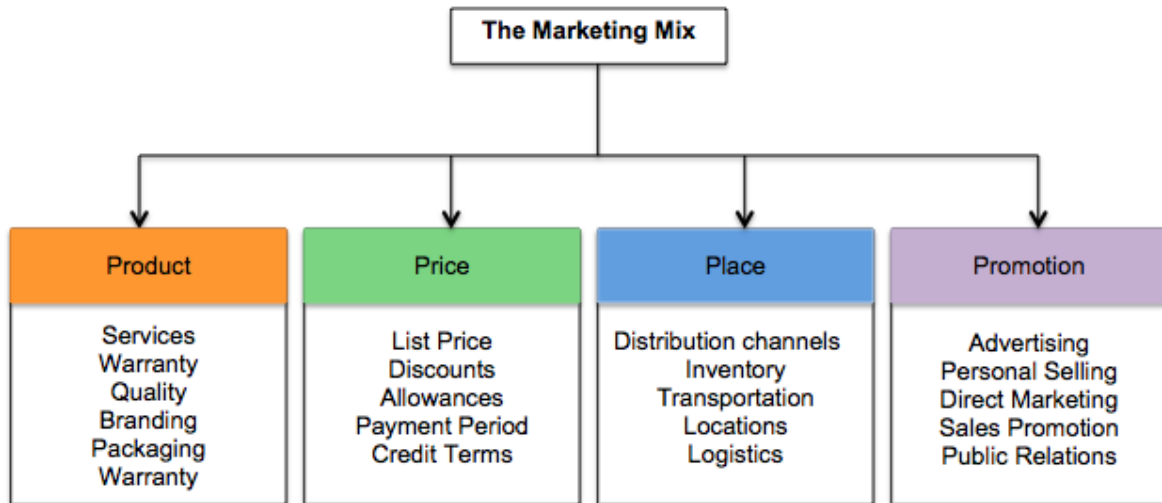 The Marketing Mix
Product
Services
Warranty
Quality
Branding
Packaging
Warranty
Price
List Price
Discounts
Allowances
Payment Period
Credit Terms
Place
Distribution channels
Inventory
Transportation
Locations
Logistics
Promotion
Advertising
Personal Selling
Direct Marketing
Sales Promotion
Public Relations